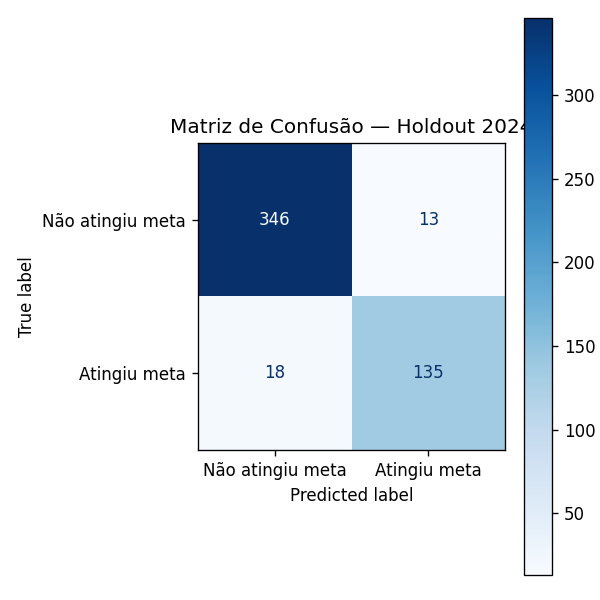 Matriz de Confusão — Holdout 2024
True label
Não atingiu meta
346
13
Atingiu meta
18
135
Não atingiu meta
Atingiu meta
Predicted label
300
250
200
150
100
50